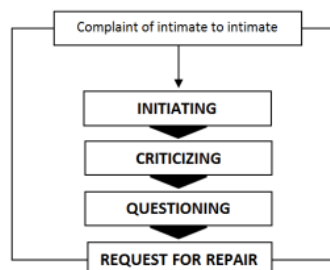 Complaint of intimate to intimate
INITIATING
CRITICIZING
QUESTIONING
REQUEST FOR REPAIR